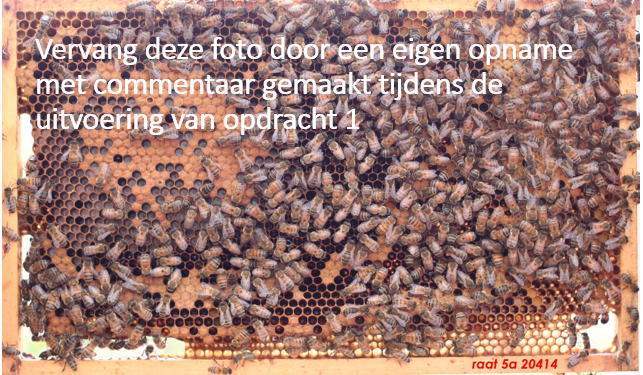 Vervang deze foto door een eigen opname
met commentaar gemaakt tijdens de
uitvoering van opdracht 1
raat 5a 20414